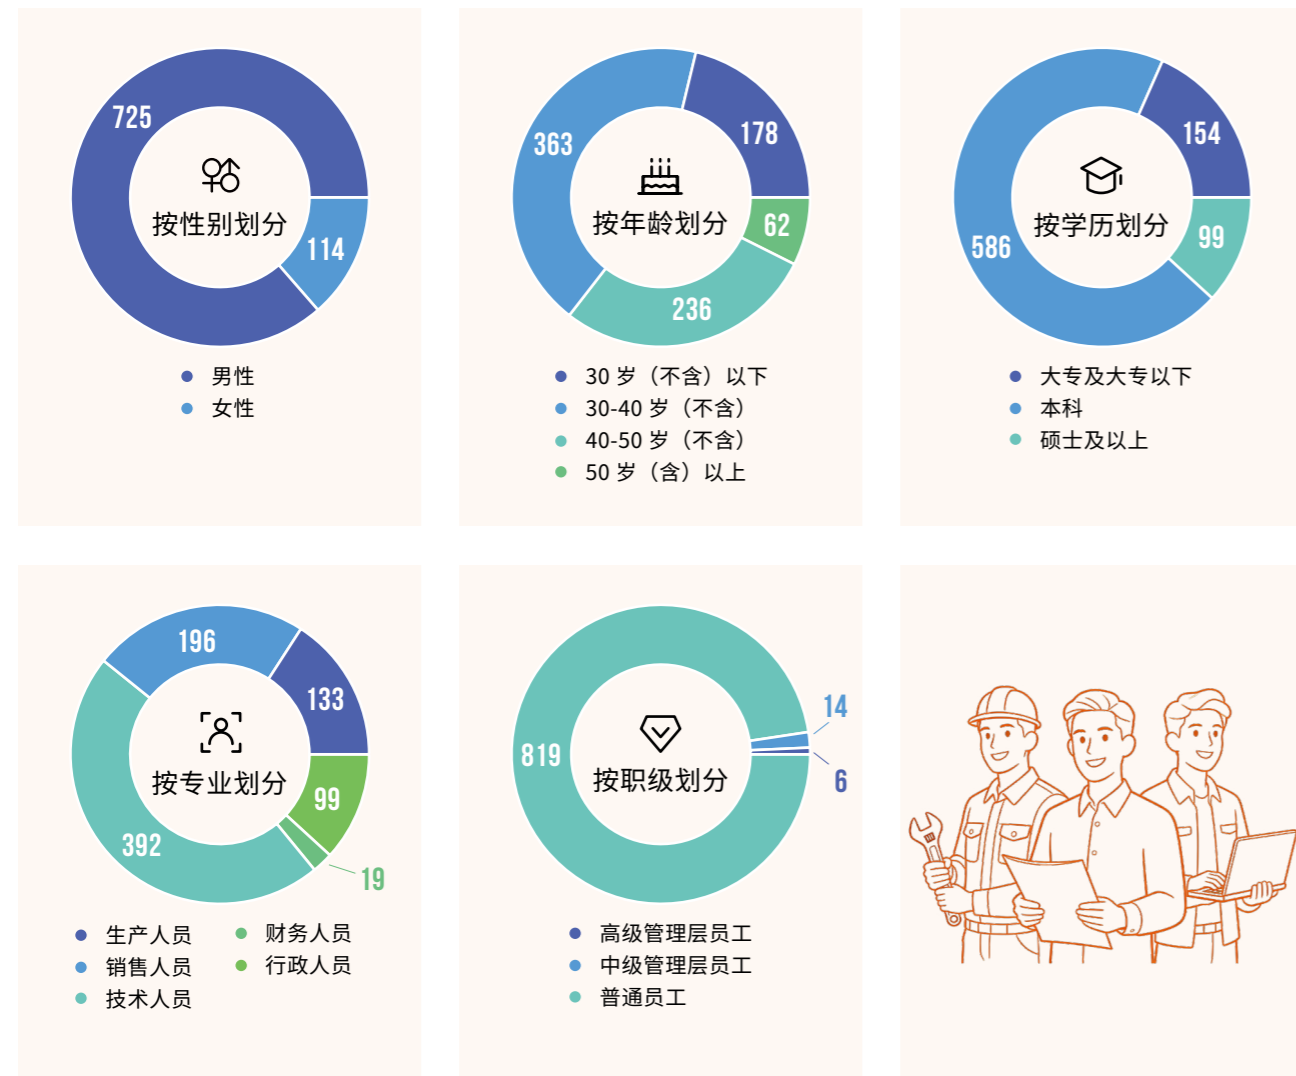 725
114
按性别划分
男性
女性
363
178
62
236
按年龄划分
30 岁（不含）以下
30-40 岁（不含）
40-50 岁（不含）
50 岁（含）以上
154
586
99
按学历划分
大专及大专以下
本科
硕士及以上
196
133
99
392
19
按专业划分
生产人员
销售人员
技术人员
财务人员
行政人员
14
819
6
按职级划分
高级管理层员工
中级管理层员工
普通员工